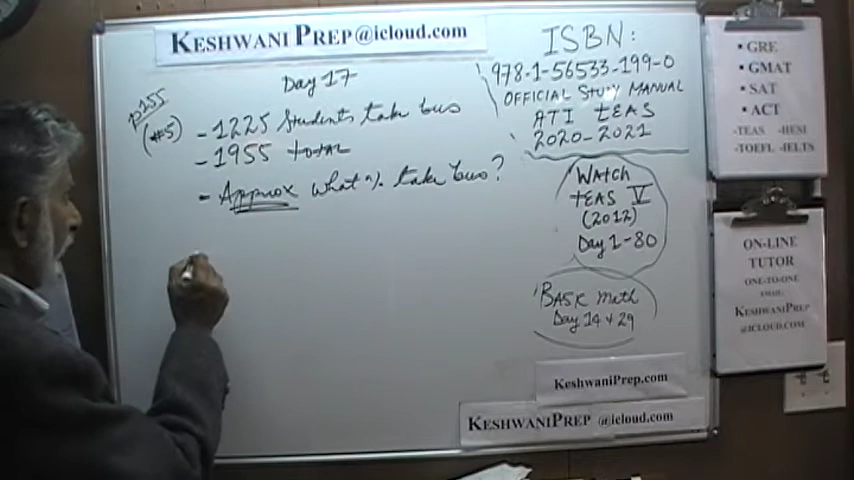 KESHWANI PREP@icloud.com
Day 17
p155
(#5)
- 1225 Students take bus
- 1955 TOTAL
- Approx what % take bus?
ISBN:
978-1-56533-199-0
OFFICIAL STUDY MANUAL
ATI TEAS
2020-2021
WATCH
TEAS V
(2012)
Day 1-80
BASIC Math
Day 14 & 29
KESHWANIPREP.COM
KESHWANIPREP @icloud.com
• GRE
• GMAT
• SAT
• ACT
-TEAS -HESI
-TOEFL -IELTS
ON-LINE
TUTOR
ONE-TO-ONE
EMAIL:
KESHWANIPREP
@ICLOUD.COM